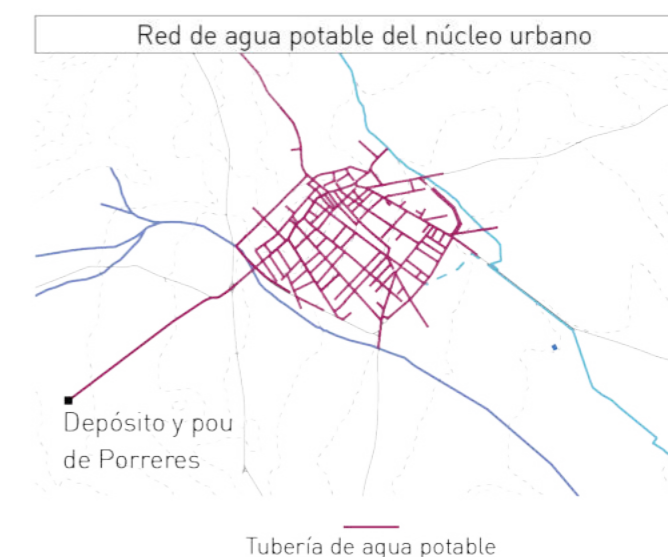 Red de agua potable del núcleo urbano
Depósito y pou
de Porreres
Tubería de agua potable